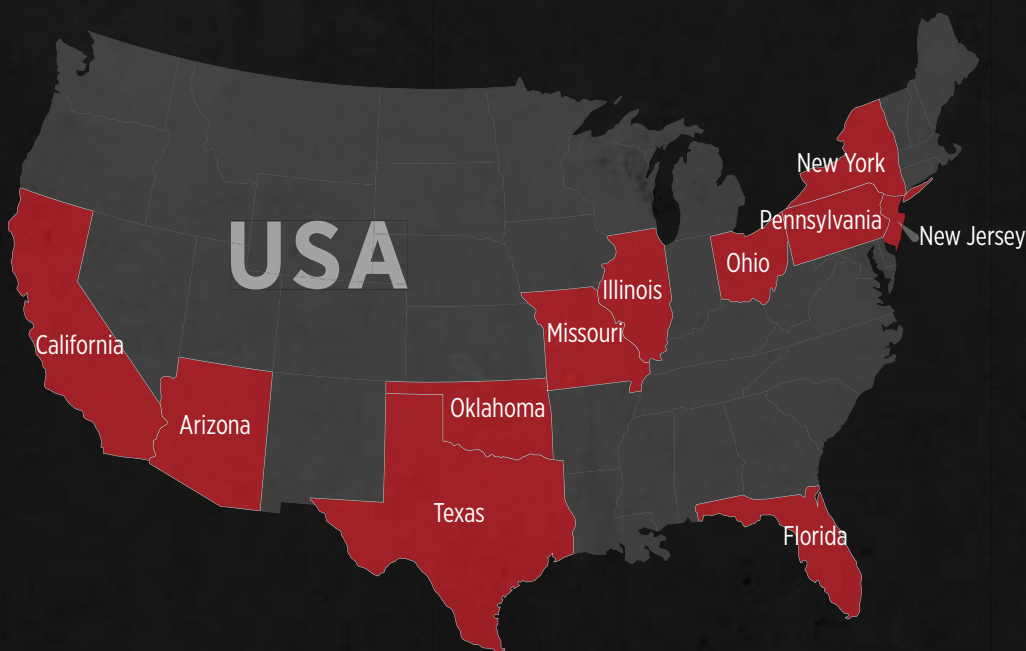 New York
Pennsylvania
New Jersey
USA
Ohio
Illinois
Missouri
California
Oklahoma
Arizona
Texas
Florida